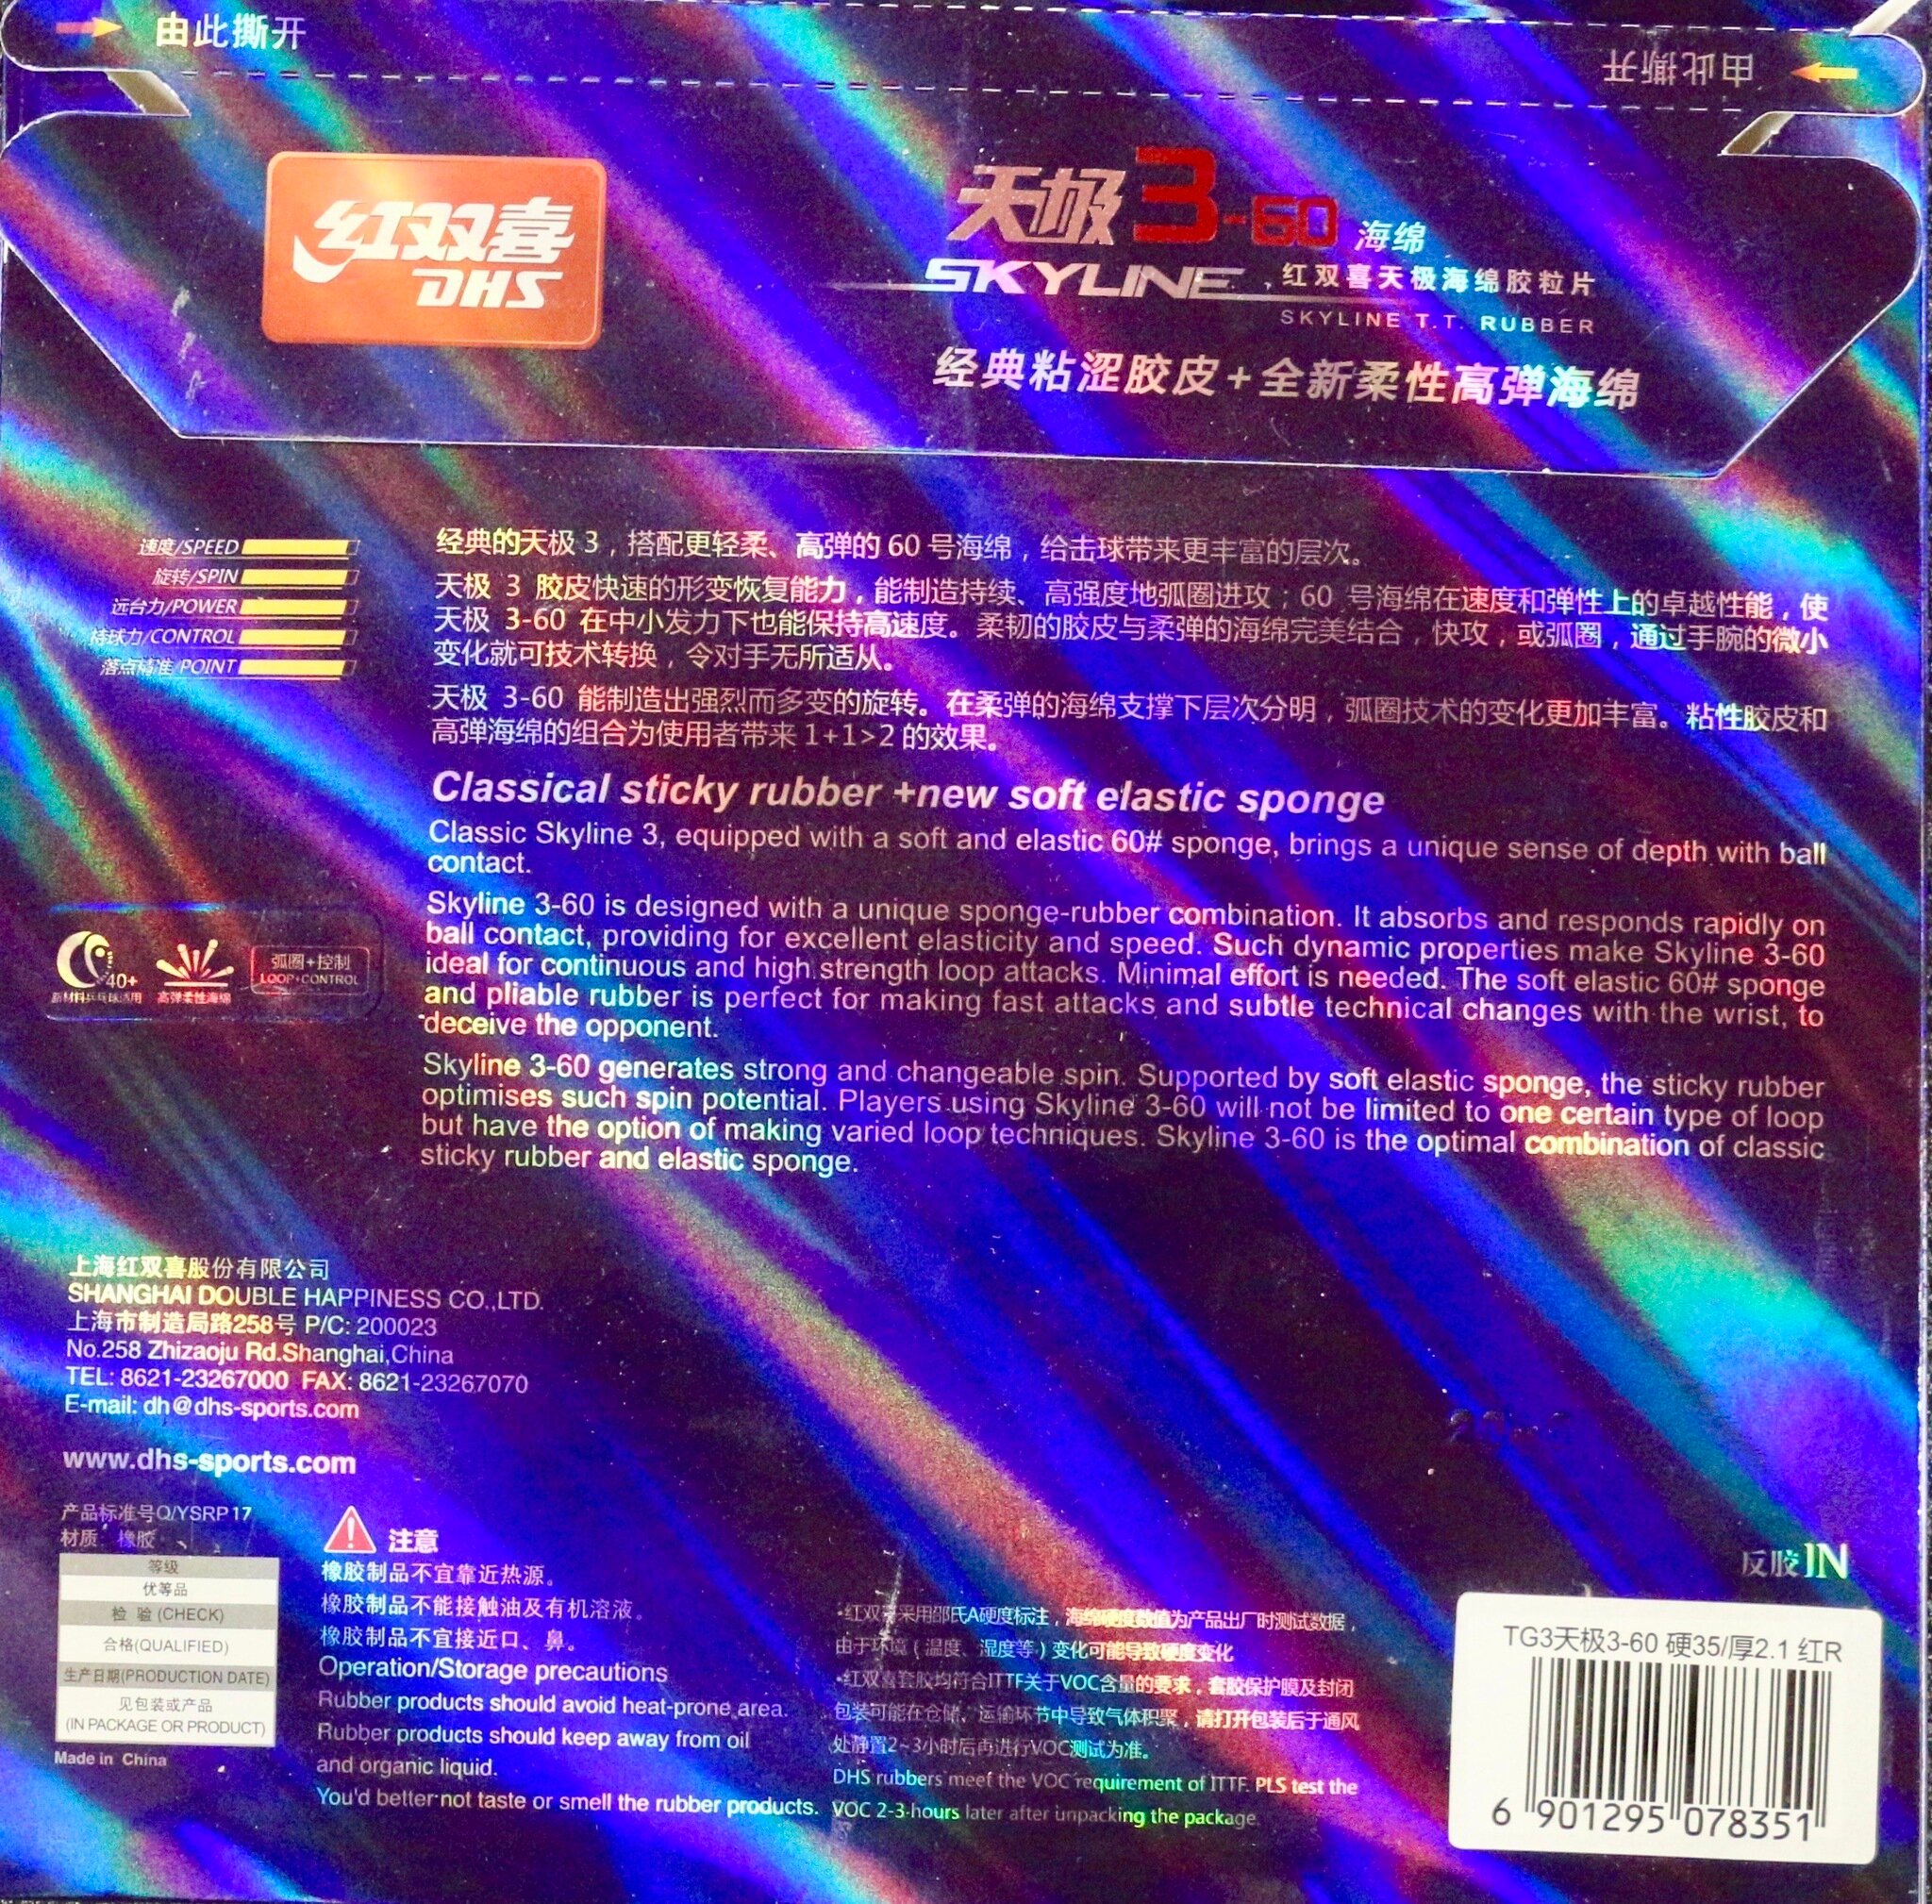 由此撕开
由此撕开
红双喜
DHS
天极3-60 海绵
SKYLINE 红双喜天极海绵胶粒片
SKYLINE T.T. RUBBER
经典粘涩胶皮+全新柔性高弹海绵
速度/SPEED
旋转/SPIN
远台力/POWER
持球力/CONTROL
落点精准/POINT
经典的天极 3，搭配更轻柔、高弹的 60 号海绵，给击球带来更丰富的层次。
天极 3 胶皮快速的形变恢复能力，能制造持续、高强度地弧圈进攻；60 号海绵在速度和弹性上的卓越性能，使
天极 3-60 在中小发力下也能保持高速度。柔韧的胶皮与柔弹的海绵完美结合，快攻，或弧圈，通过手腕的微小
变化就可技术转换，令对手无所适从。
天极 3-60 能制造出强烈而多变的旋转。在柔弹的海绵支撑下层次分明，弧圈技术的变化更加丰富。粘性胶皮和
高弹海绵的组合为使用者带来 1+1>2 的效果。
Classical sticky rubber +new soft elastic sponge
Classic Skyline 3, equipped with a soft and elastic 60# sponge, brings a unique sense of depth with ball
contact.
Skyline 3-60 is designed with a unique sponge-rubber combination. It absorbs and responds rapidly on
ball contact, providing for excellent elasticity and speed. Such dynamic properties make Skyline 3-60
ideal for continuous and high strength loop attacks. Minimal effort is needed. The soft elastic 60# sponge
and pliable rubber is perfect for making fast attacks and subtle technical changes with the wrist, to
deceive the opponent.
Skyline 3-60 generates strong and changeable spin. Supported by soft elastic sponge, the sticky rubber
optimises such spin potential. Players using Skyline 3-60 will not be limited to one certain type of loop
but have the option of making varied loop techniques. Skyline 3-60 is the optimal combination of classic
sticky rubber and elastic sponge.
40+
新材料乒乓球适用
高弹柔性海绵
弧圈+控制
LOOP+CONTROL
上海红双喜股份有限公司
SHANGHAI DOUBLE HAPPINESS CO.,LTD.
上海市制造局路258号 P/C: 200023
No.258 Zhizaoju Rd.Shanghai,China
TEL: 8621-23267000 FAX: 8621-23267070
E-mail: dh@dhs-sports.com
www.dhs-sports.com
产品标准号Q/YSRP17
材质：橡胶
等级
优等品
检 验 (CHECK)
合格(QUALIFIED)
生产日期(PRODUCTION DATE)
见包装或产品
(IN PACKAGE OR PRODUCT)
Made in China
注意
橡胶制品不宜靠近热源。
橡胶制品不能接触油及有机溶液。
橡胶制品不宜接近口、鼻。
Operation/Storage precautions
Rubber products should avoid heat-prone area.
Rubber products should keep away from oil
and organic liquid.
You'd better not taste or smell the rubber products.
·红双喜采用邵氏A硬度标注，海绵硬度数值为产品出厂时测试数据，
由于环境（温度、湿度等）变化可能导致硬度变化
·红双喜套胶均符合ITTF关于VOC含量的要求，套胶保护膜及封闭
包装可能在仓储、运输环节中导致气体积聚，请打开包装后于通风
处静置2~3小时后再进行VOC测试为准。
DHS rubbers meet the VOC requirement of ITTF. PLS test the
VOC 2-3-hours later after unpacking the package
反胶IN
TG3天极3-60 硬35/厚2.1 红R
6 901295 078351